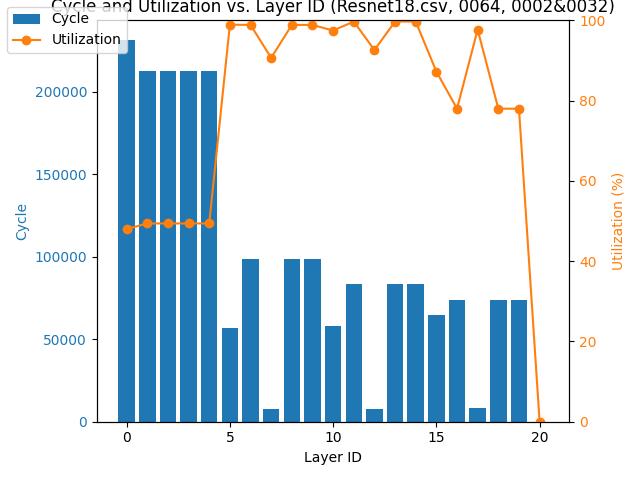 Cycle and Utilization vs. Layer ID (Resnet18.csv, 0064, 0002&0032)
Cycle
Utilization
200000
150000
100000
50000
0
Cycle
100
80
60
40
20
0
Utilization (%)
0 5 10 15 20
Layer ID